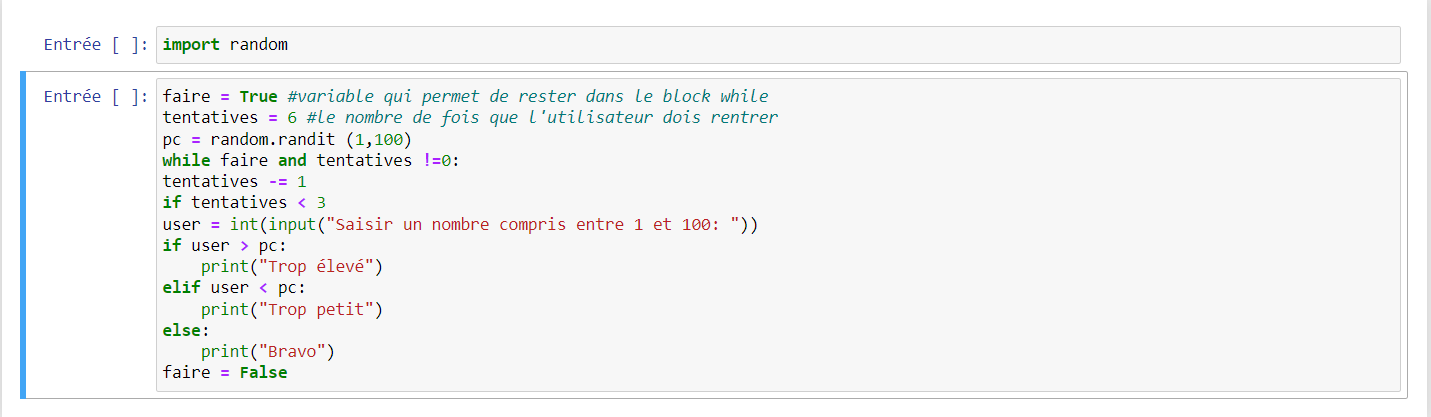 Entrée [ ]: import random
Entrée [ ]: faire = True #variable qui permet de rester dans le block while
tentatives = 6 #le nombre de fois que l'utilisateur dois rentrer
pc = random.randit (1,100)
while faire and tentatives !=0:
tentatives -= 1
if tentatives < 3
user = int(input("Saisir un nombre compris entre 1 et 100: "))
if user > pc:
    print("Trop élevé")
elif user < pc:
    print("Trop petit")
else:
    print("Bravo")
faire = False